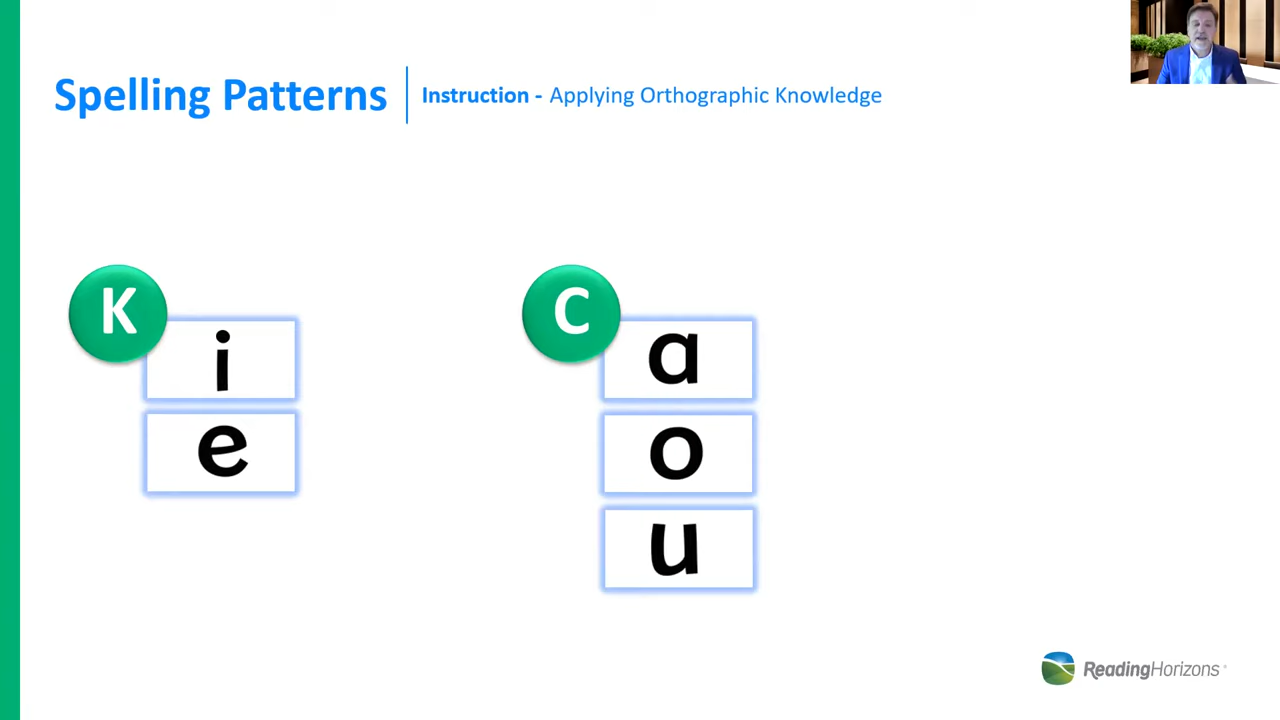 Spelling Patterns
Instruction - Applying Orthographic Knowledge
K
i
e
C
a
o
u
ReadingHorizons